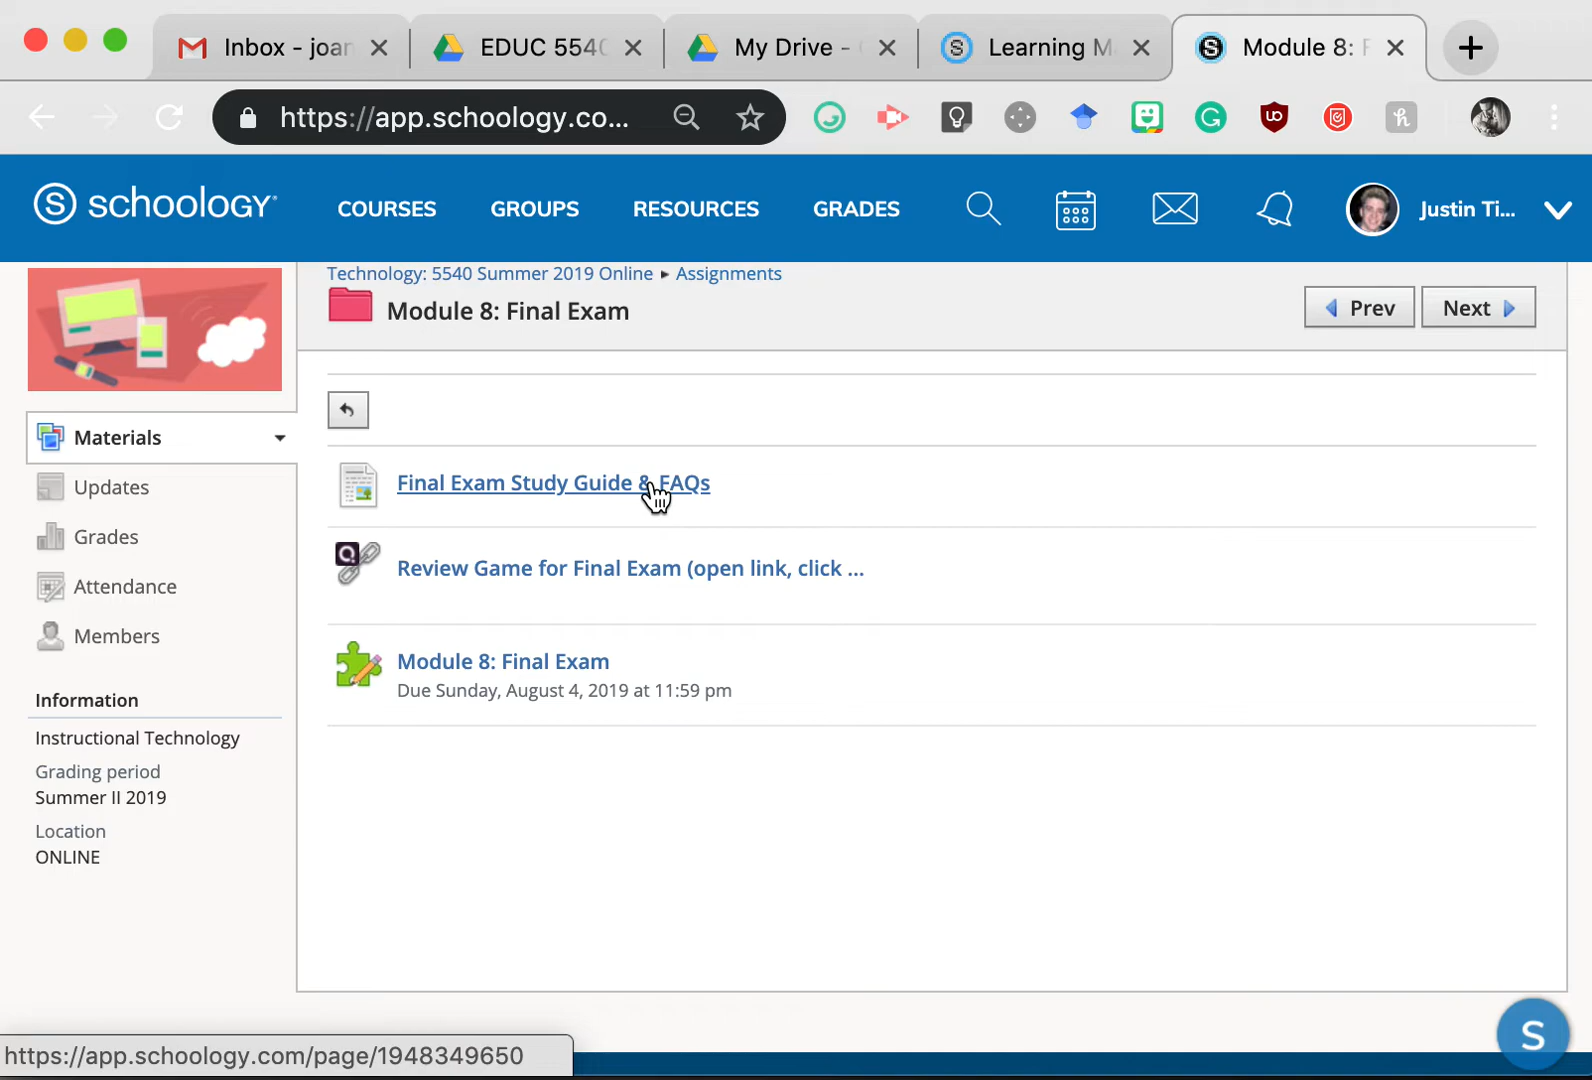 Inbox - joan
EDUC 5540
My Drive -
Learning M
Module 8: F
https://app.schoology.co...
schoology
COURSES
GROUPS
RESOURCES
GRADES
Justin Ti...
Technology: 5540 Summer 2019 Online ▸ Assignments
Module 8: Final Exam
Prev
Next
Materials
Updates
Grades
Attendance
Members
Information
Instructional Technology
Grading period
Summer II 2019
Location
ONLINE
Final Exam Study Guide & FAQs
Review Game for Final Exam (open link, click ...
Module 8: Final Exam
Due Sunday, August 4, 2019 at 11:59 pm
https://app.schoology.com/page/1948349650
S